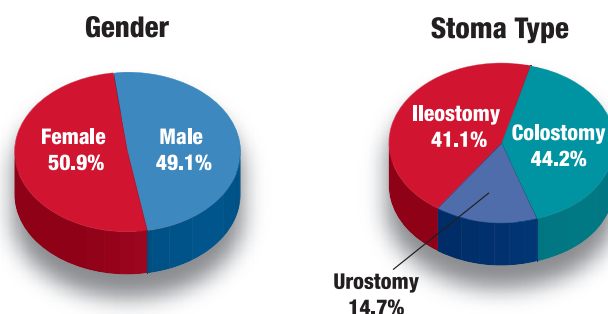 Gender
Female
50.9%
Male
49.1%
Stoma Type
Ileostomy
41.1%
Colostomy
44.2%
Urostomy
14.7%